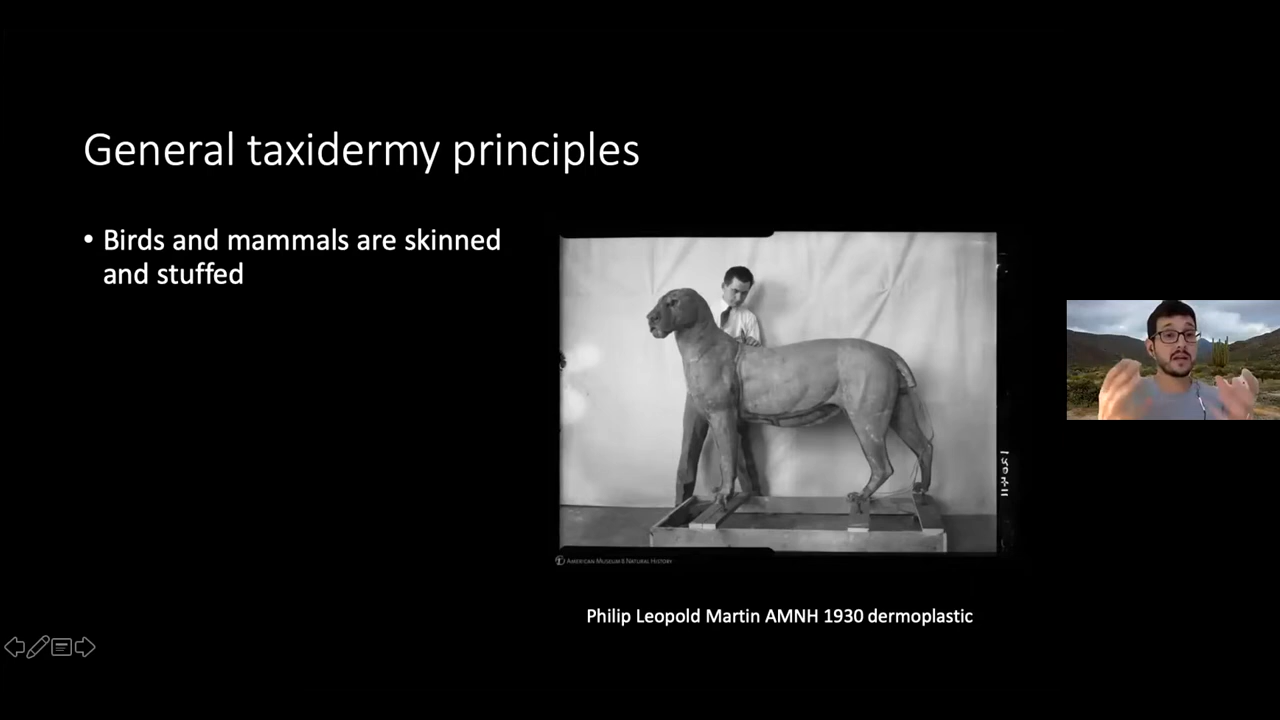 General taxidermy principles
• Birds and mammals are skinned
and stuffed
AMERICAN MUSEUM OF NATURAL HISTORY
Philip Leopold Martin AMNH 1930 dermoplastic